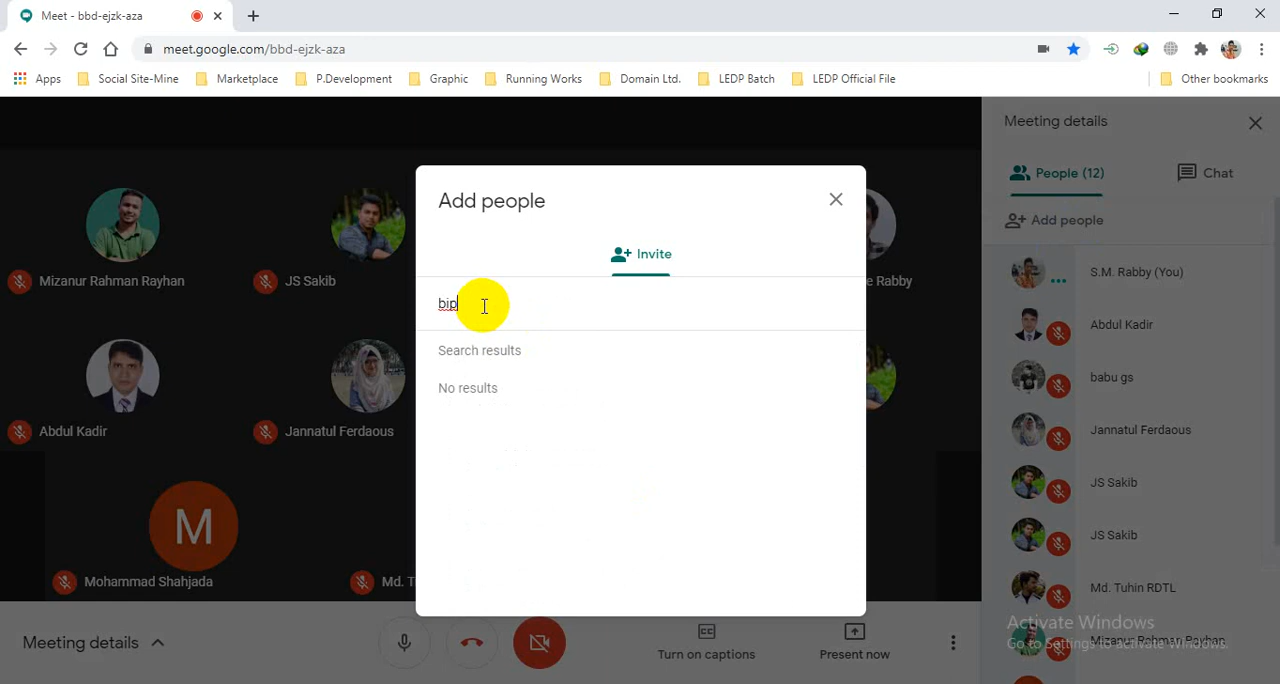 Meet - bbd-ejzk-aza
meet.google.com/bbd-ejzk-aza
Apps Social Site-Mine Marketplace P.Development Graphic Running Works Domain Ltd. LEDP Batch LEDP Official File Other bookmarks
Meeting details
People (12) Chat
Add people
S.M. Rabby (You)
Abdul Kadir
babu gs
Jannatul Ferdaous
JS Sakib
JS Sakib
Md. Tuhin RDTL
Mizanur Rahman Rayhan
Activate Windows
Go to Settings to activate Windows.
Add people
Invite
bip
Search results
No results
Mizanur Rahman Rayhan
JS Sakib
Rabby
Abdul Kadir
Jannatul Ferdaous
M
Mohammad Shahjada
Md. T
Meeting details
Turn on captions
Present now